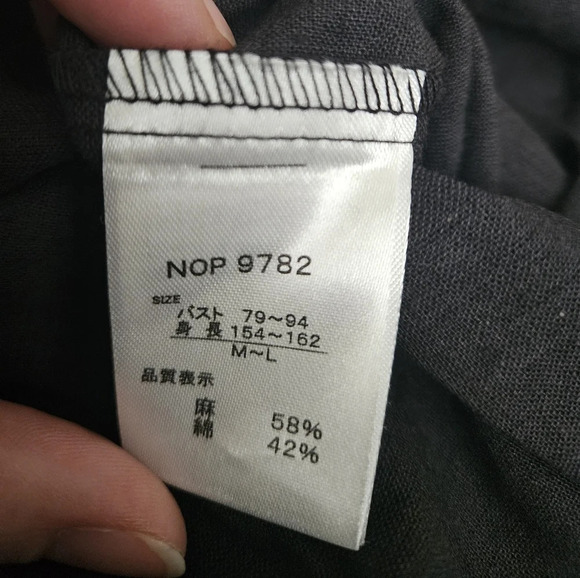 NOP 9782
SIZE
バスト 79～94
身長 154～162
M～L
品質表示
麻 58%
綿 42%